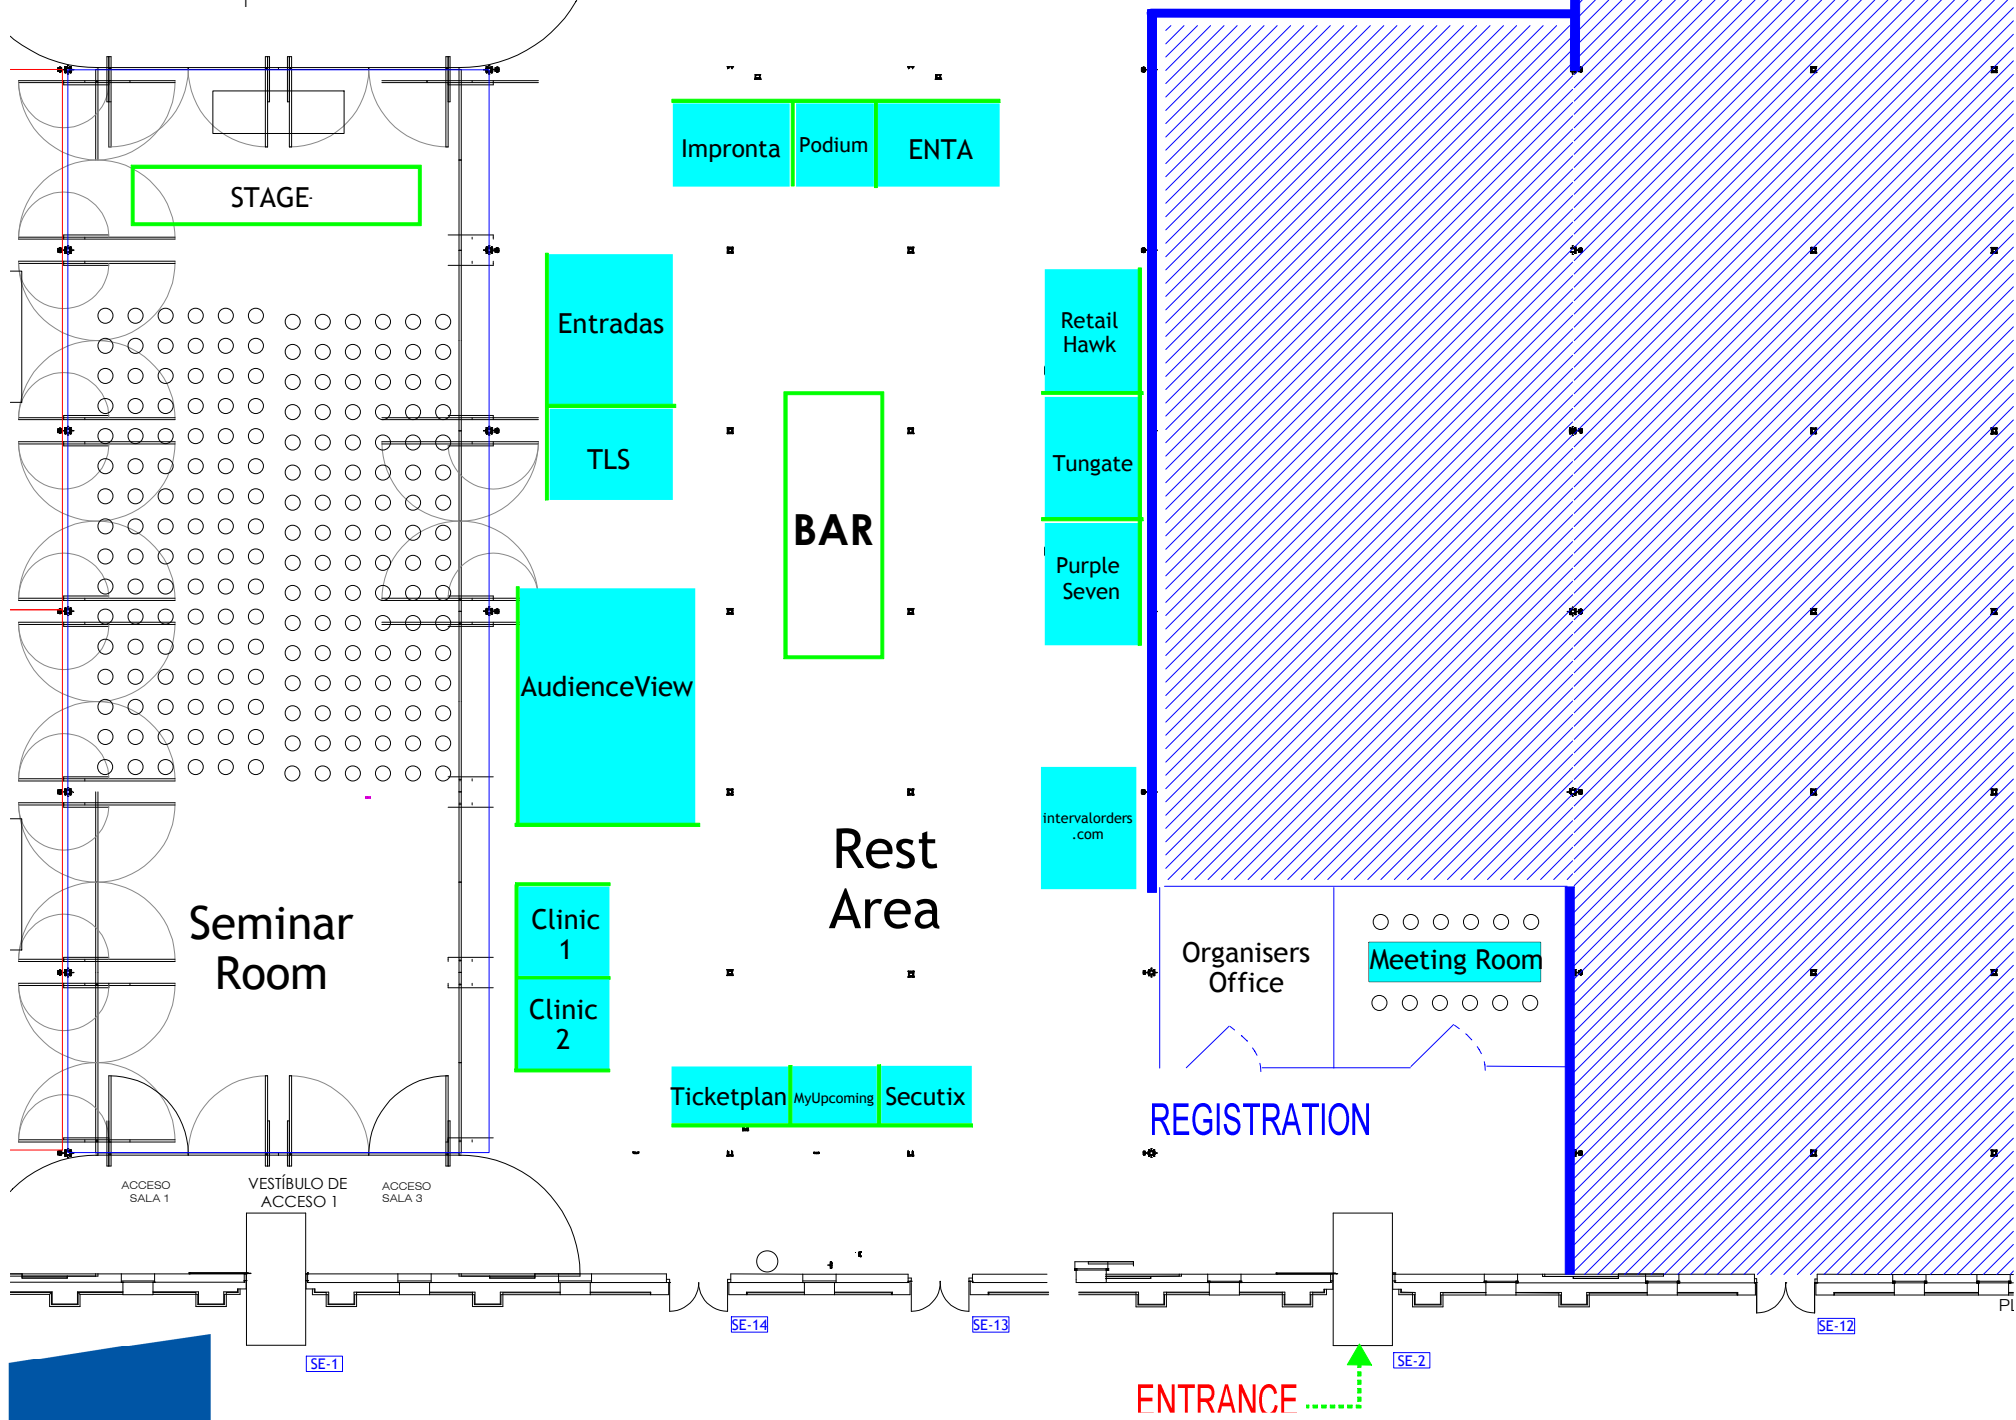 Impronta
Podium
ENTA
STAGE
Entradas
Retail
Hawk
TLS
Tungate
BAR
Purple
Seven
AudienceView
intervalorders
.com
Rest
Area
Seminar
Room
Clinic
1
Clinic
2
Organisers
Office
Meeting Room
Ticketplan
MyUpcoming
Secutix
REGISTRATION
ACCESO
SALA 1
VESTÍBULO DE
ACCESO 1
ACCESO
SALA 3
SE-14
SE-13
SE-12
SE-1
SE-2
PL
ENTRANCE